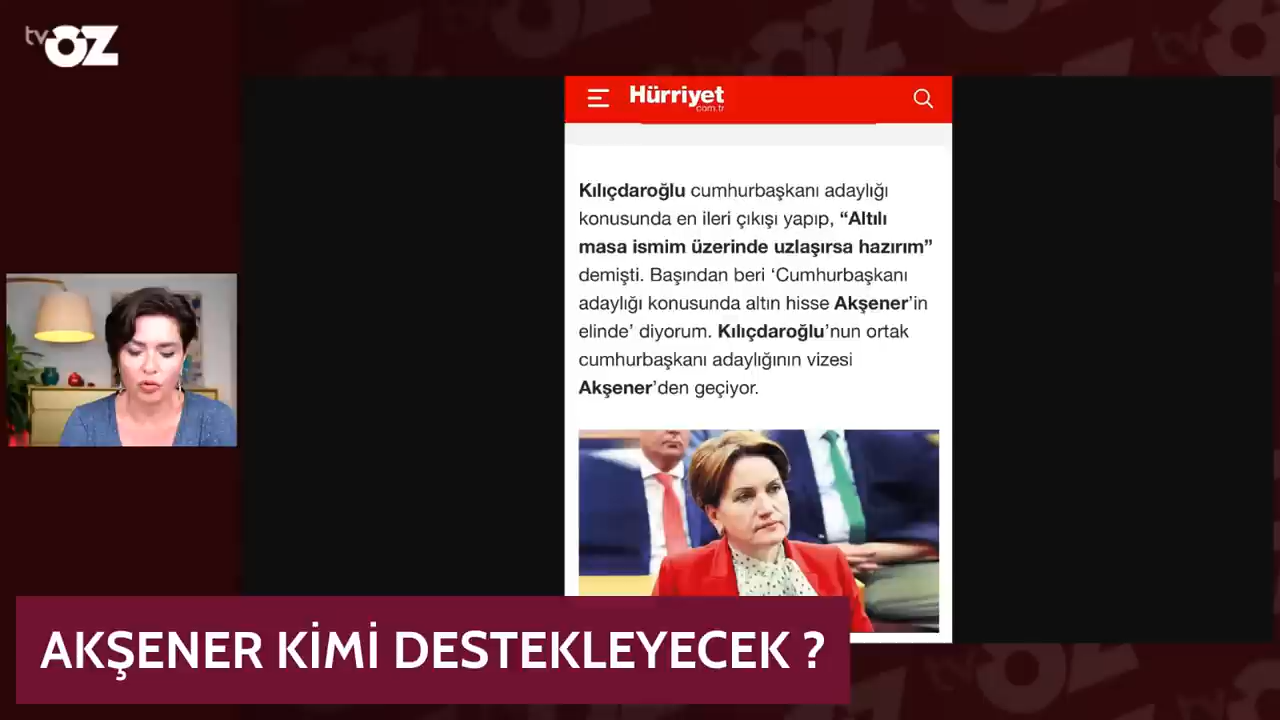 tv ÖZ
Hürriyet
com.tr
Kılıçdaroğlu cumhurbaşkanı adaylığı
konusunda en ileri çıkışı yapıp, “Altılı
masa ismim üzerinde uzlaşırsa hazırım”
demişti. Başından beri ‘Cumhurbaşkanı
adaylığı konusunda altın hisse Akşener’in
elinde’ diyorum. Kılıçdaroğlu’nun ortak
cumhurbaşkanı adaylığının vizesi
Akşener’den geçiyor.
AKŞENER KİMİ DESTEKLEYECEK ?